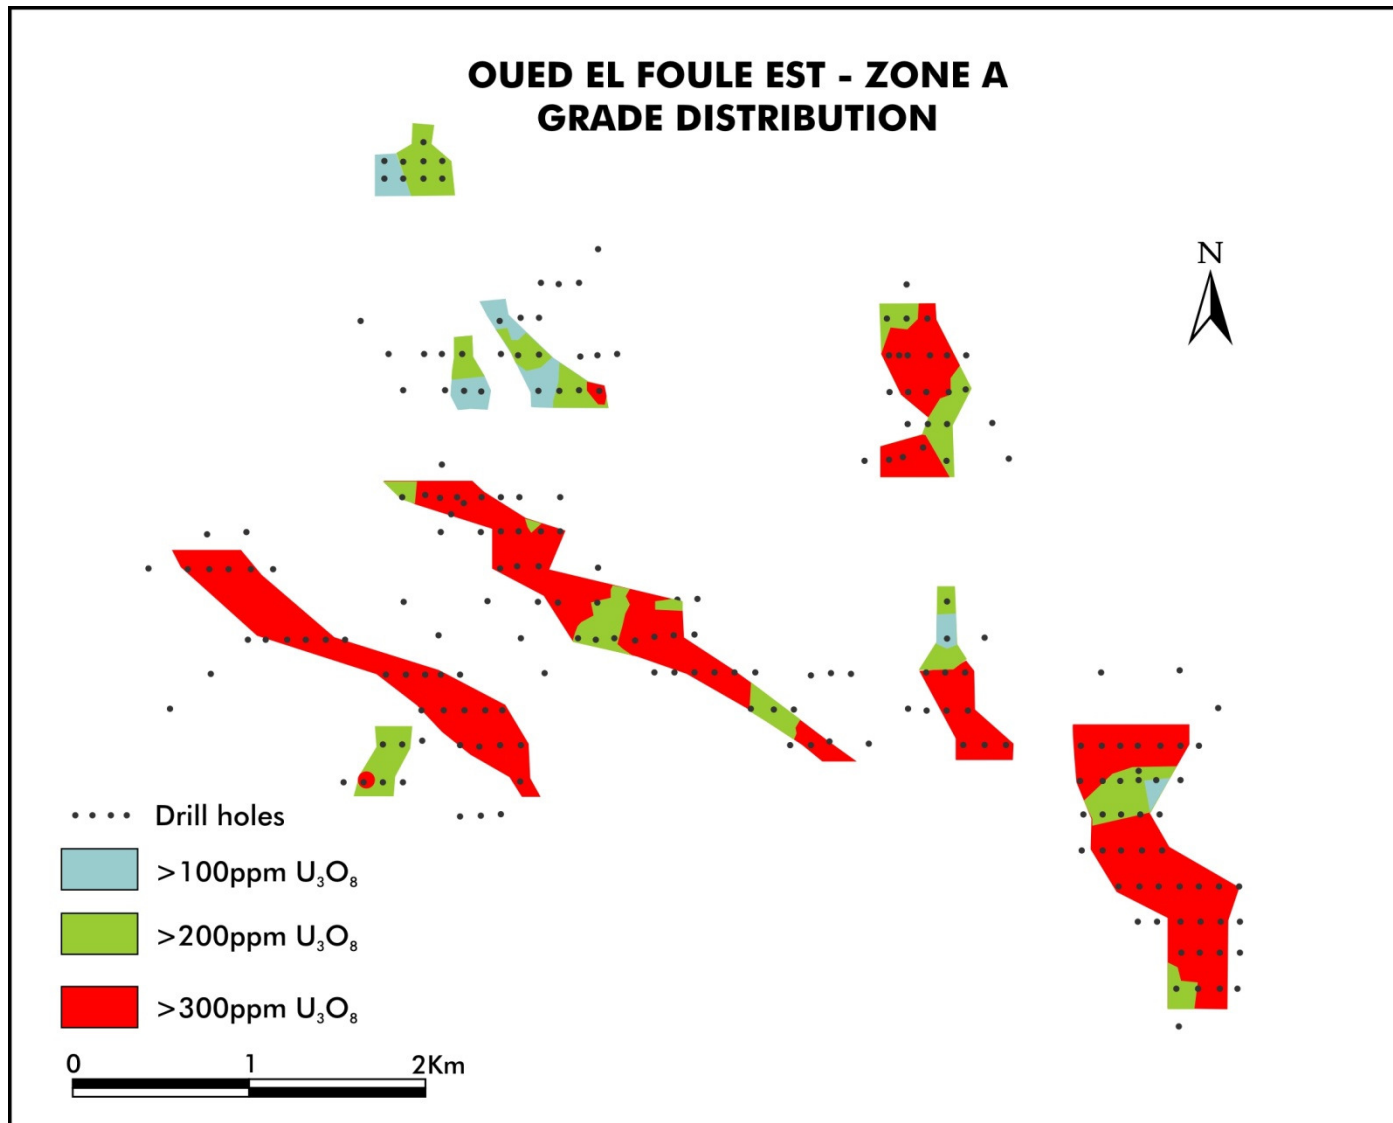 OUED EL FOULE EST - ZONE A
GRADE DISTRIBUTION
N
Drill holes
>100ppm U₃O₈
>200ppm U₃O₈
>300ppm U₃O₈
0 1 2Km